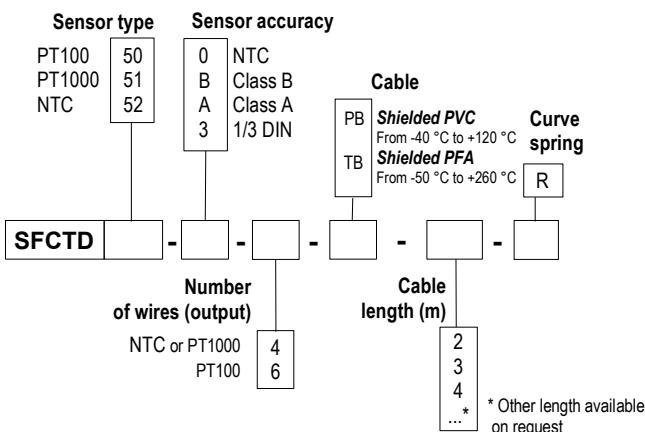 Sensor type Sensor accuracy
PT100 50 0 NTC
PT1000 51 B Class B
NTC 52 A Class A
3 1/3 DIN
Cable
PB Shielded PVC
From -40 °C to +120 °C
TB Shielded PFA
From -50 °C to +260 °C
Curve
spring
R
SFCTD - - - - -
Number
of wires (output)
NTC or PT1000 4
PT100 6
Cable
length (m)
2
3
4
...*
* Other length available
on request